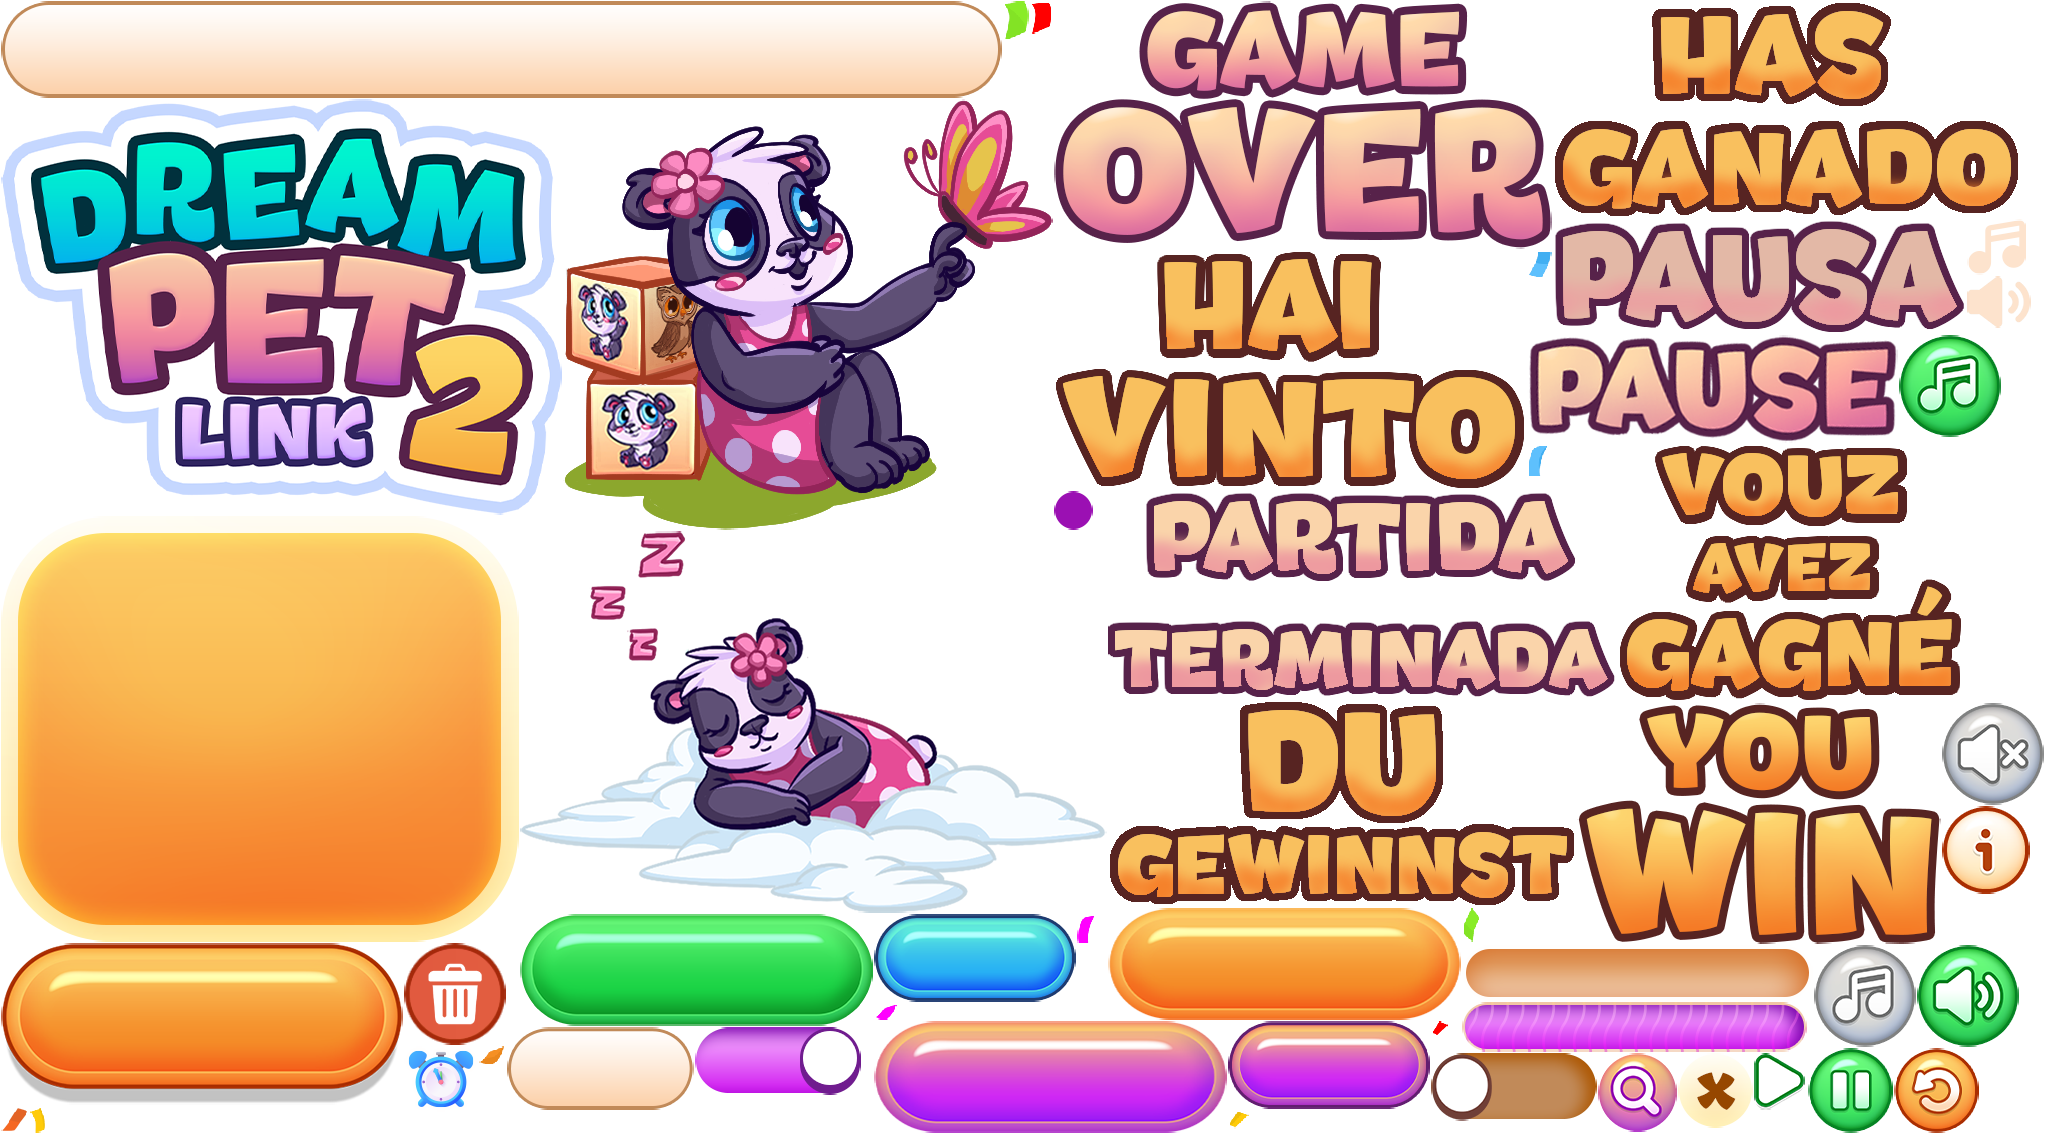 DREAM
PET
LINK 2
Z
Z
Z
GAME
OVER
HAI
VINTO
PARTIDA
TERMINADA
DU
GEWINNST
HAS
GANADO
PAUSA
PAUSE
VOUZ
AVEZ
GAGNÉ
YOU
WIN
i